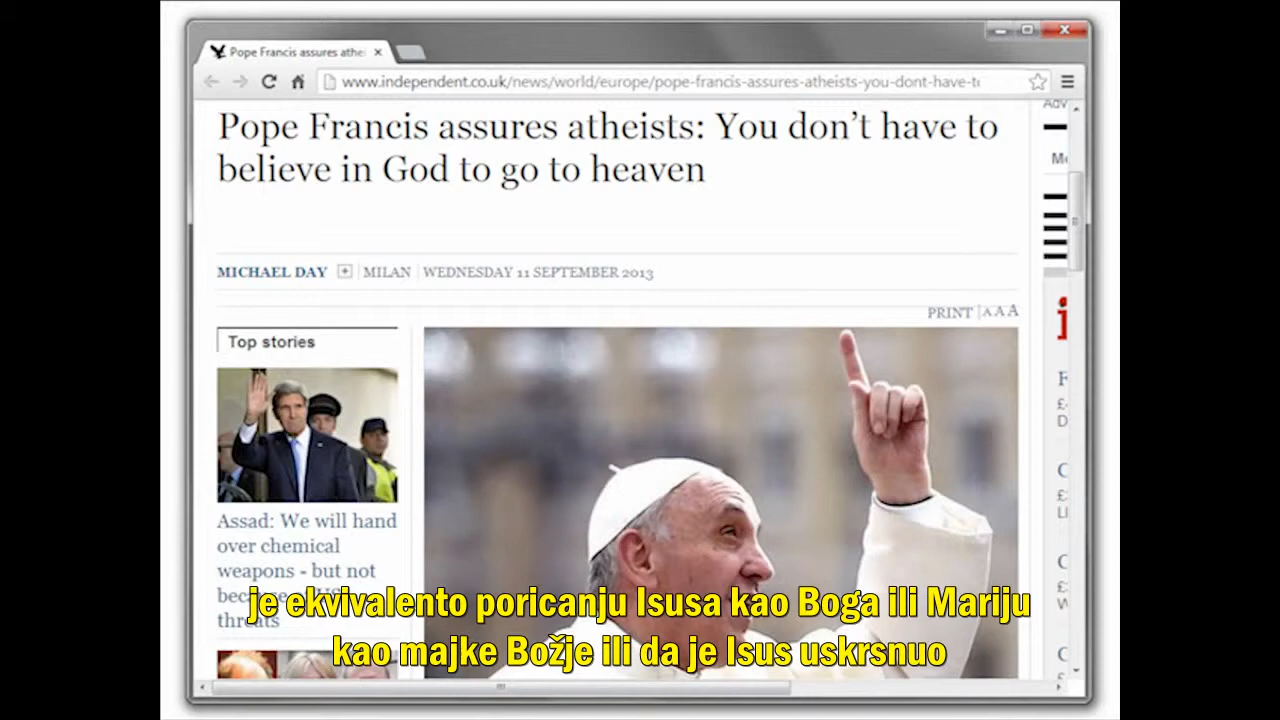 Pope Francis assures athe
www.independent.co.uk/news/world/europe/pope-francis-assures-atheists-you-dont-have-t
Adv
Pope Francis assures atheists: You don't have to
believe in God to go to heaven
MICHAEL DAY MILAN WEDNESDAY 11 SEPTEMBER 2013
PRINT A A A
Top stories
Assad: We will hand
over chemical
weapons - but not
threats
je ekvivalento poricanju Isusa kao Boga ili Mariju
kao majke Božje ili da je Isus uskrsnuo